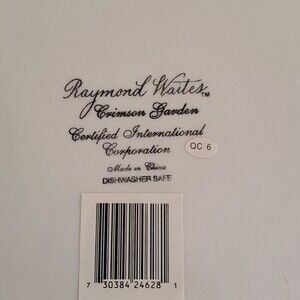 Raymond Waites™
Crimson Garden
Certified International
Corporation
QC 6
Made in China
DISHWASHER SAFE
7 30384 24628 1